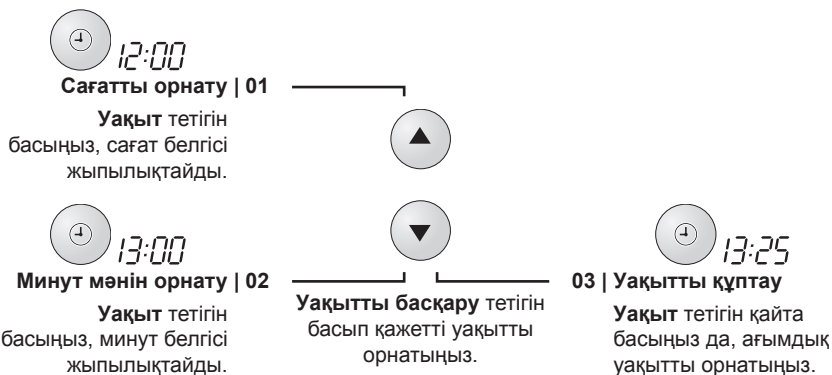 12:00
Сағатты орнату | 01
Уақыт тетігін
басыңыз, сағат белгісі
жыпылықтайды.
13:00
Минут мәнін орнату | 02
Уақыт тетігін
басыңыз, минут белгісі
жыпылықтайды.
Уақытты басқару тетігін
басып қажетті уақытты
орнатыңыз.
13:25
03 | Уақытты құптау
Уақыт тетігін қайта
басыңыз да, ағымдық
уақытты орнатыңыз.